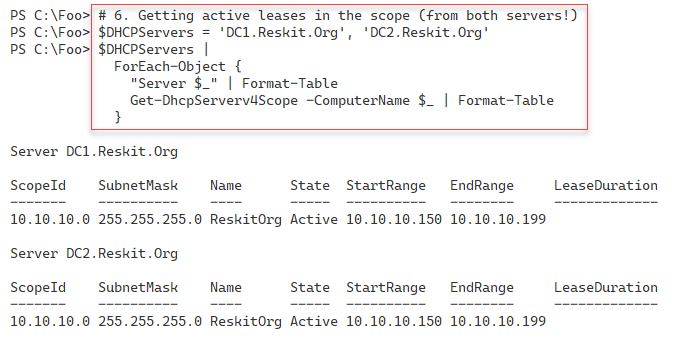 PS C:\Foo> # 6. Getting active leases in the scope (from both servers!)
PS C:\Foo> $DHCPServers = 'DC1.Reskit.Org', 'DC2.Reskit.Org'
PS C:\Foo> $DHCPServers |
ForEach-Object {
"Server $_" | Format-Table
Get-DhcpServerv4Scope -ComputerName $_ | Format-Table
}
Server DC1.Reskit.Org
ScopeId SubnetMask Name State StartRange EndRange LeaseDuration
------- ---------- ---- ----- ---------- -------- -------------
10.10.10.0 255.255.255.0 ReskitOrg Active 10.10.10.150 10.10.10.199
Server DC2.Reskit.Org
ScopeId SubnetMask Name State StartRange EndRange LeaseDuration
------- ---------- ---- ----- ---------- -------- -------------
10.10.10.0 255.255.255.0 ReskitOrg Active 10.10.10.150 10.10.10.199